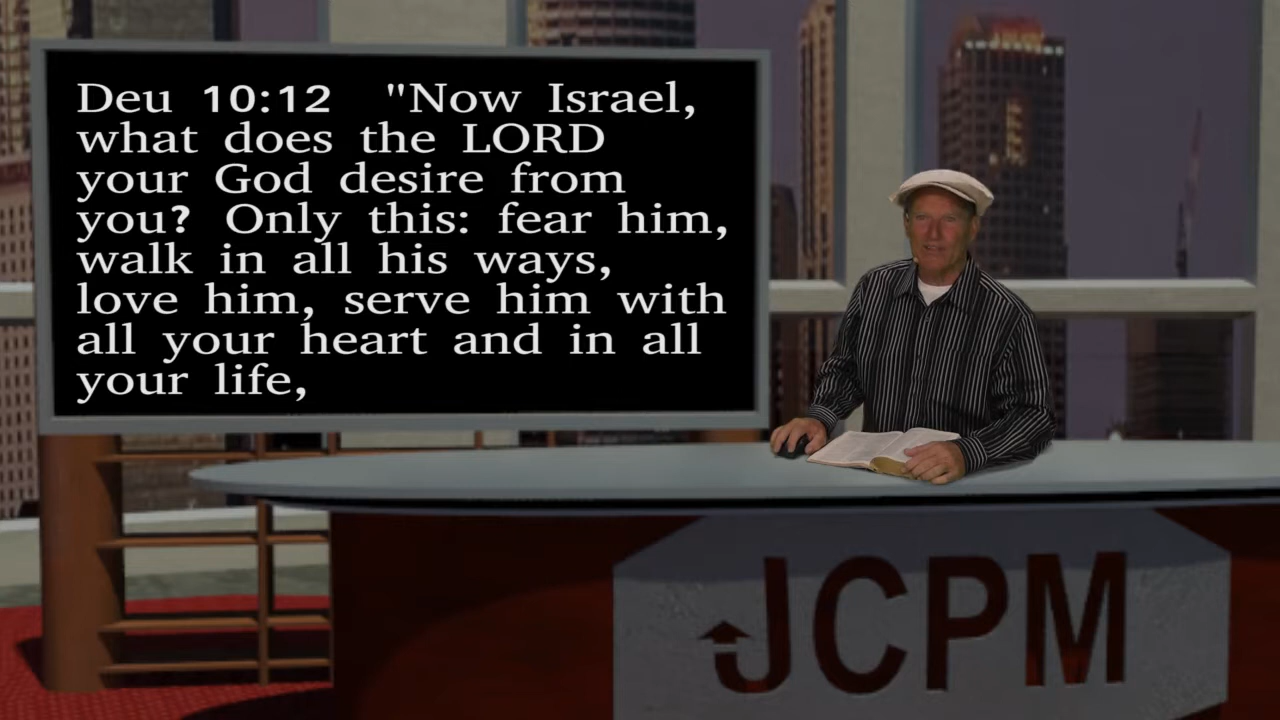 Deu 10:12 "Now Israel,
what does the LORD
your God desire from
you? Only this: fear him,
walk in all his ways,
love him, serve him with
all your heart and in all
your life,
JCPM